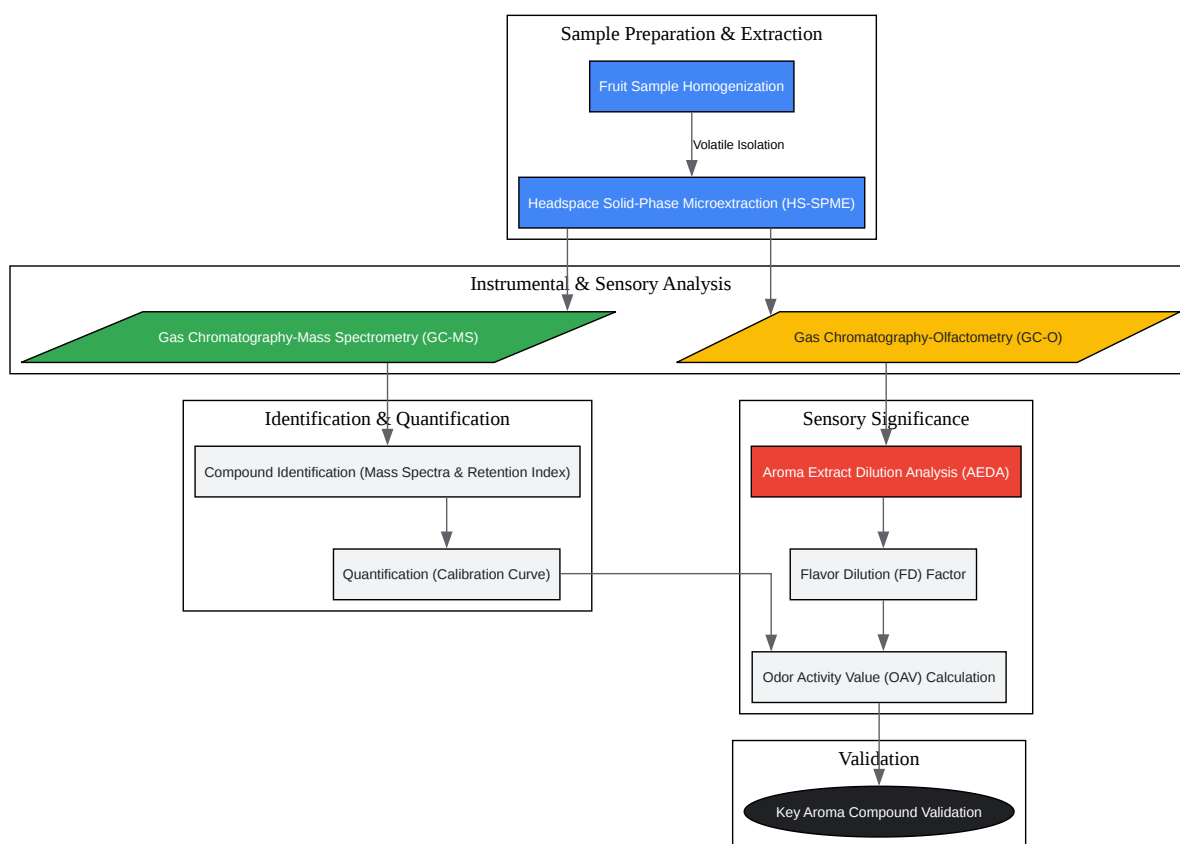 Sample Preparation & Extraction
Fruit Sample Homogenization
Volatile Isolation
Headspace Solid-Phase Microextraction (HS-SPME)
Instrumental & Sensory Analysis
Gas Chromatography-Mass Spectrometry (GC-MS)
Gas Chromatography-Olfactometry (GC-O)
Identification & Quantification
Sensory Significance
Compound Identification (Mass Spectra & Retention Index)
Aroma Extract Dilution Analysis (AEDA)
Quantification (Calibration Curve)
Flavor Dilution (FD) Factor
Odor Activity Value (OAV) Calculation
Validation
Key Aroma Compound Validation